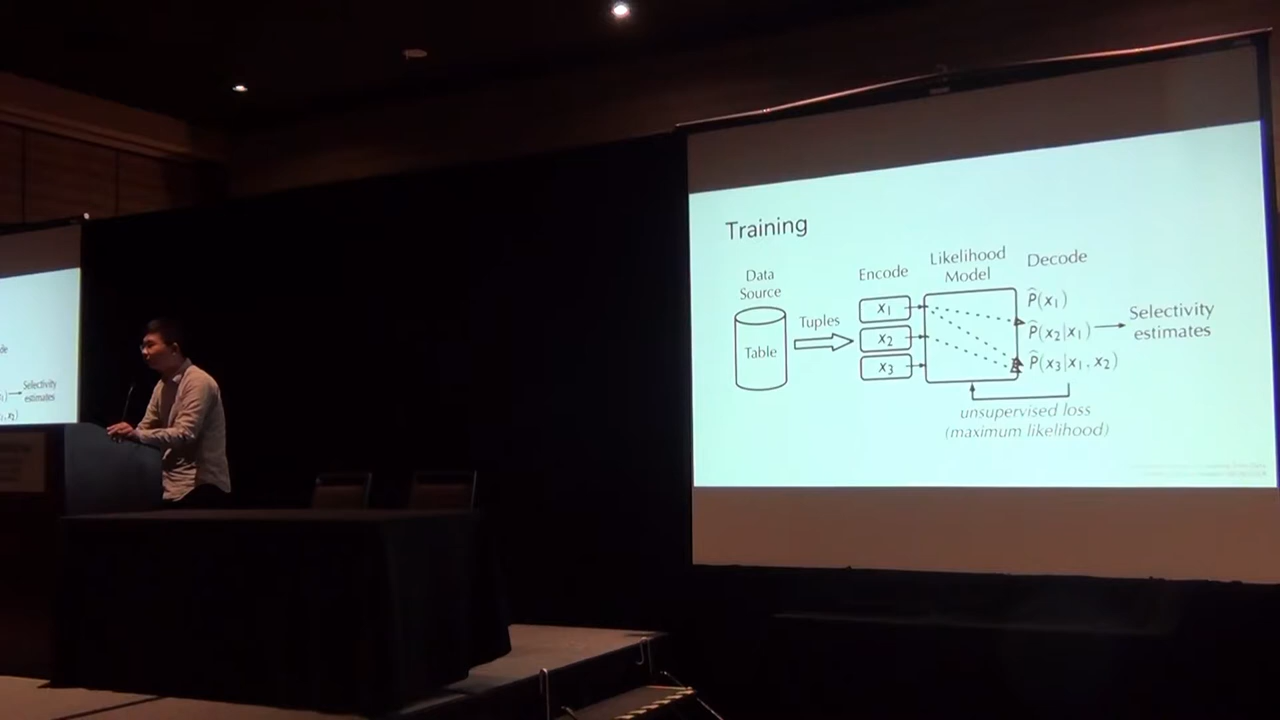 Training
Data
Source
Table
Tuples
Encode
x₁
x₂
x₃
Likelihood
Model
Decode
P̂(x₁)
P̂(x₂|x₁)
P̂(x₃|x₁, x₂)
Selectivity
estimates
unsupervised loss
(maximum likelihood)
Selectivity
estimates